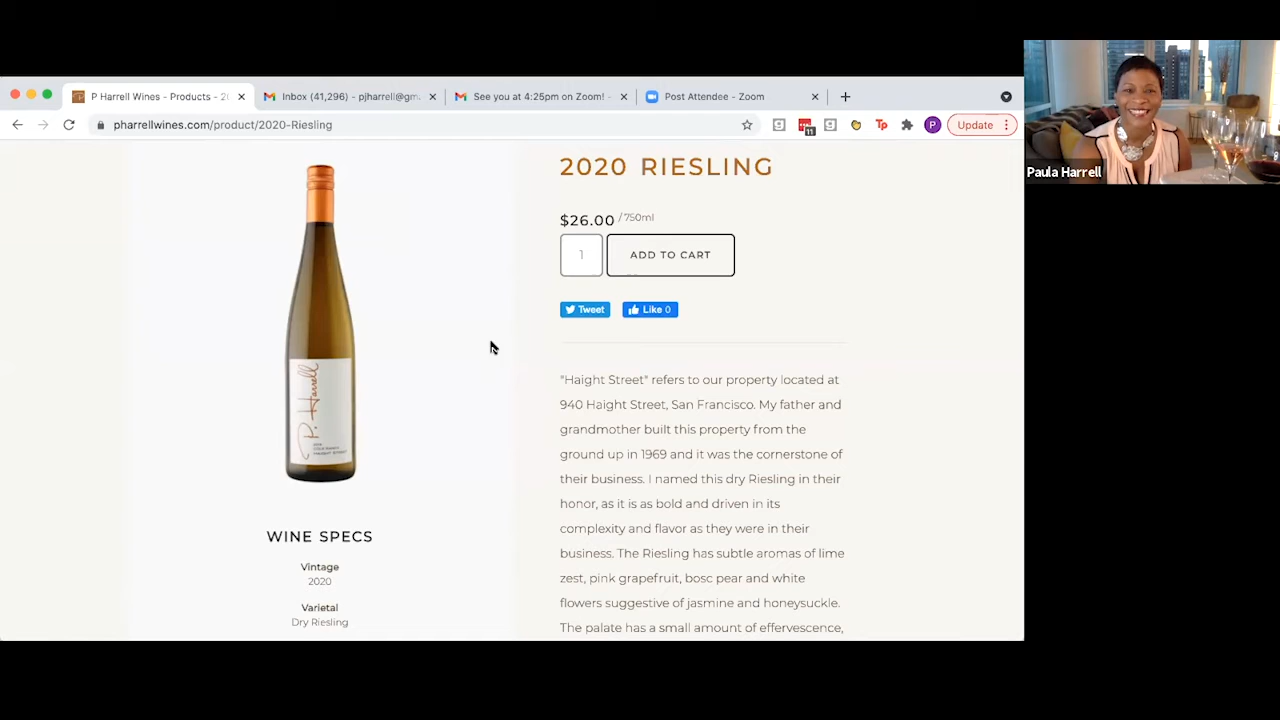 P Harrell Wines - Products - 2
Inbox (41,296) - pjharrell@gm
See you at 4:25pm on Zoom! -
Post Attendee - Zoom
pharrellwines.com/product/2020-Riesling
11
Tp
P
Update
Paula Harrell
2020 RIESLING
$26.00 / 750ml
1
ADD TO CART
Tweet
Like 0
P. Harrell
HAIGHT STREET
"Haight Street" refers to our property located at
940 Haight Street, San Francisco. My father and
grandmother built this property from the
ground up in 1969 and it was the cornerstone of
their business. I named this dry Riesling in their
honor, as it is as bold and driven in its
complexity and flavor as they were in their
business. The Riesling has subtle aromas of lime
zest, pink grapefruit, bosc pear and white
flowers suggestive of jasmine and honeysuckle.
The palate has a small amount of effervescence,
WINE SPECS
Vintage
2020
Varietal
Dry Riesling